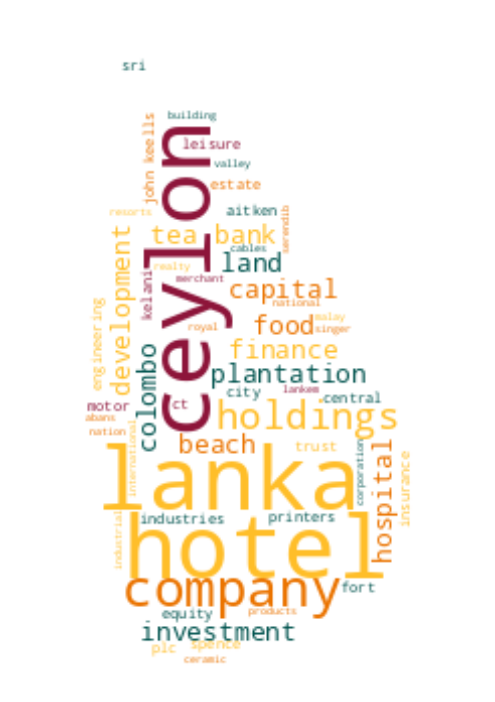 sri
building
john keells
leisure
valley
ceylon
estate
resorts
aitken
serendib
tea
bank
cables
development
land
realty
merchant
kelani
capital
national
engineering
royal
food
malay
singer
finance
colombo
plantation
city
lankem
central
motor
ct
holdings
abans
nation
international
beach
trust
corporation
hospital
insurance
lanka
industrial
industries
printers
hotel
company
fort
equity
products
investment
plc
spence
ceramic